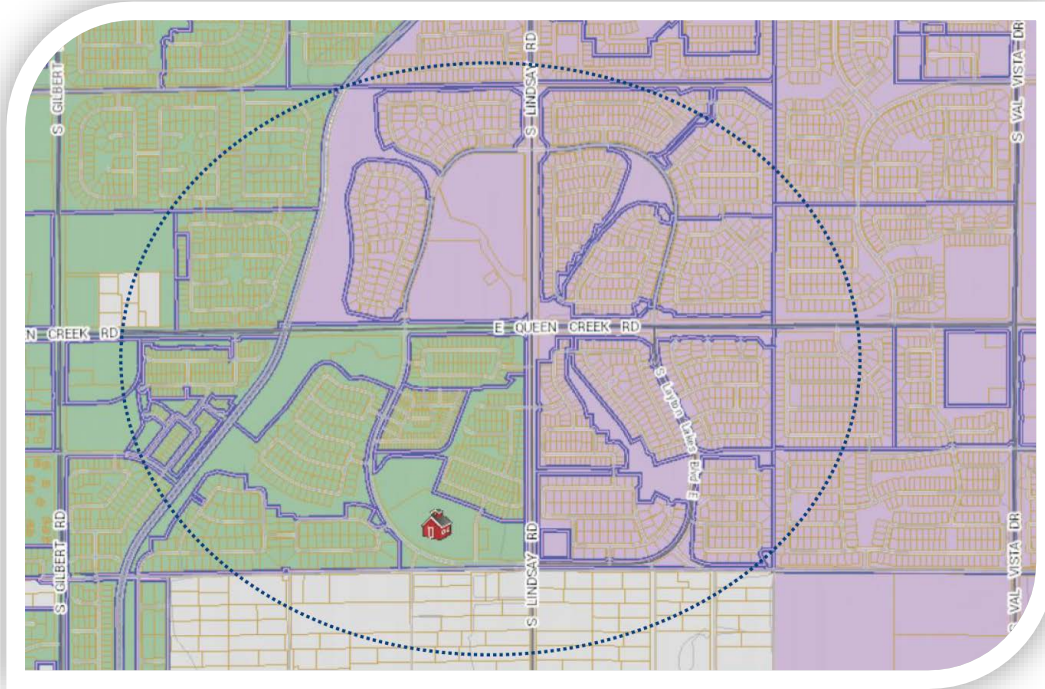 S GILBERT
S LINDSAY RD
S VAL VISTA DR
N CREEK RD
E QUEEN CREEK RD
S Layton Lakes Blvd E
S GILBERT RD
S LINDSAY RD
S VAL VISTA DR